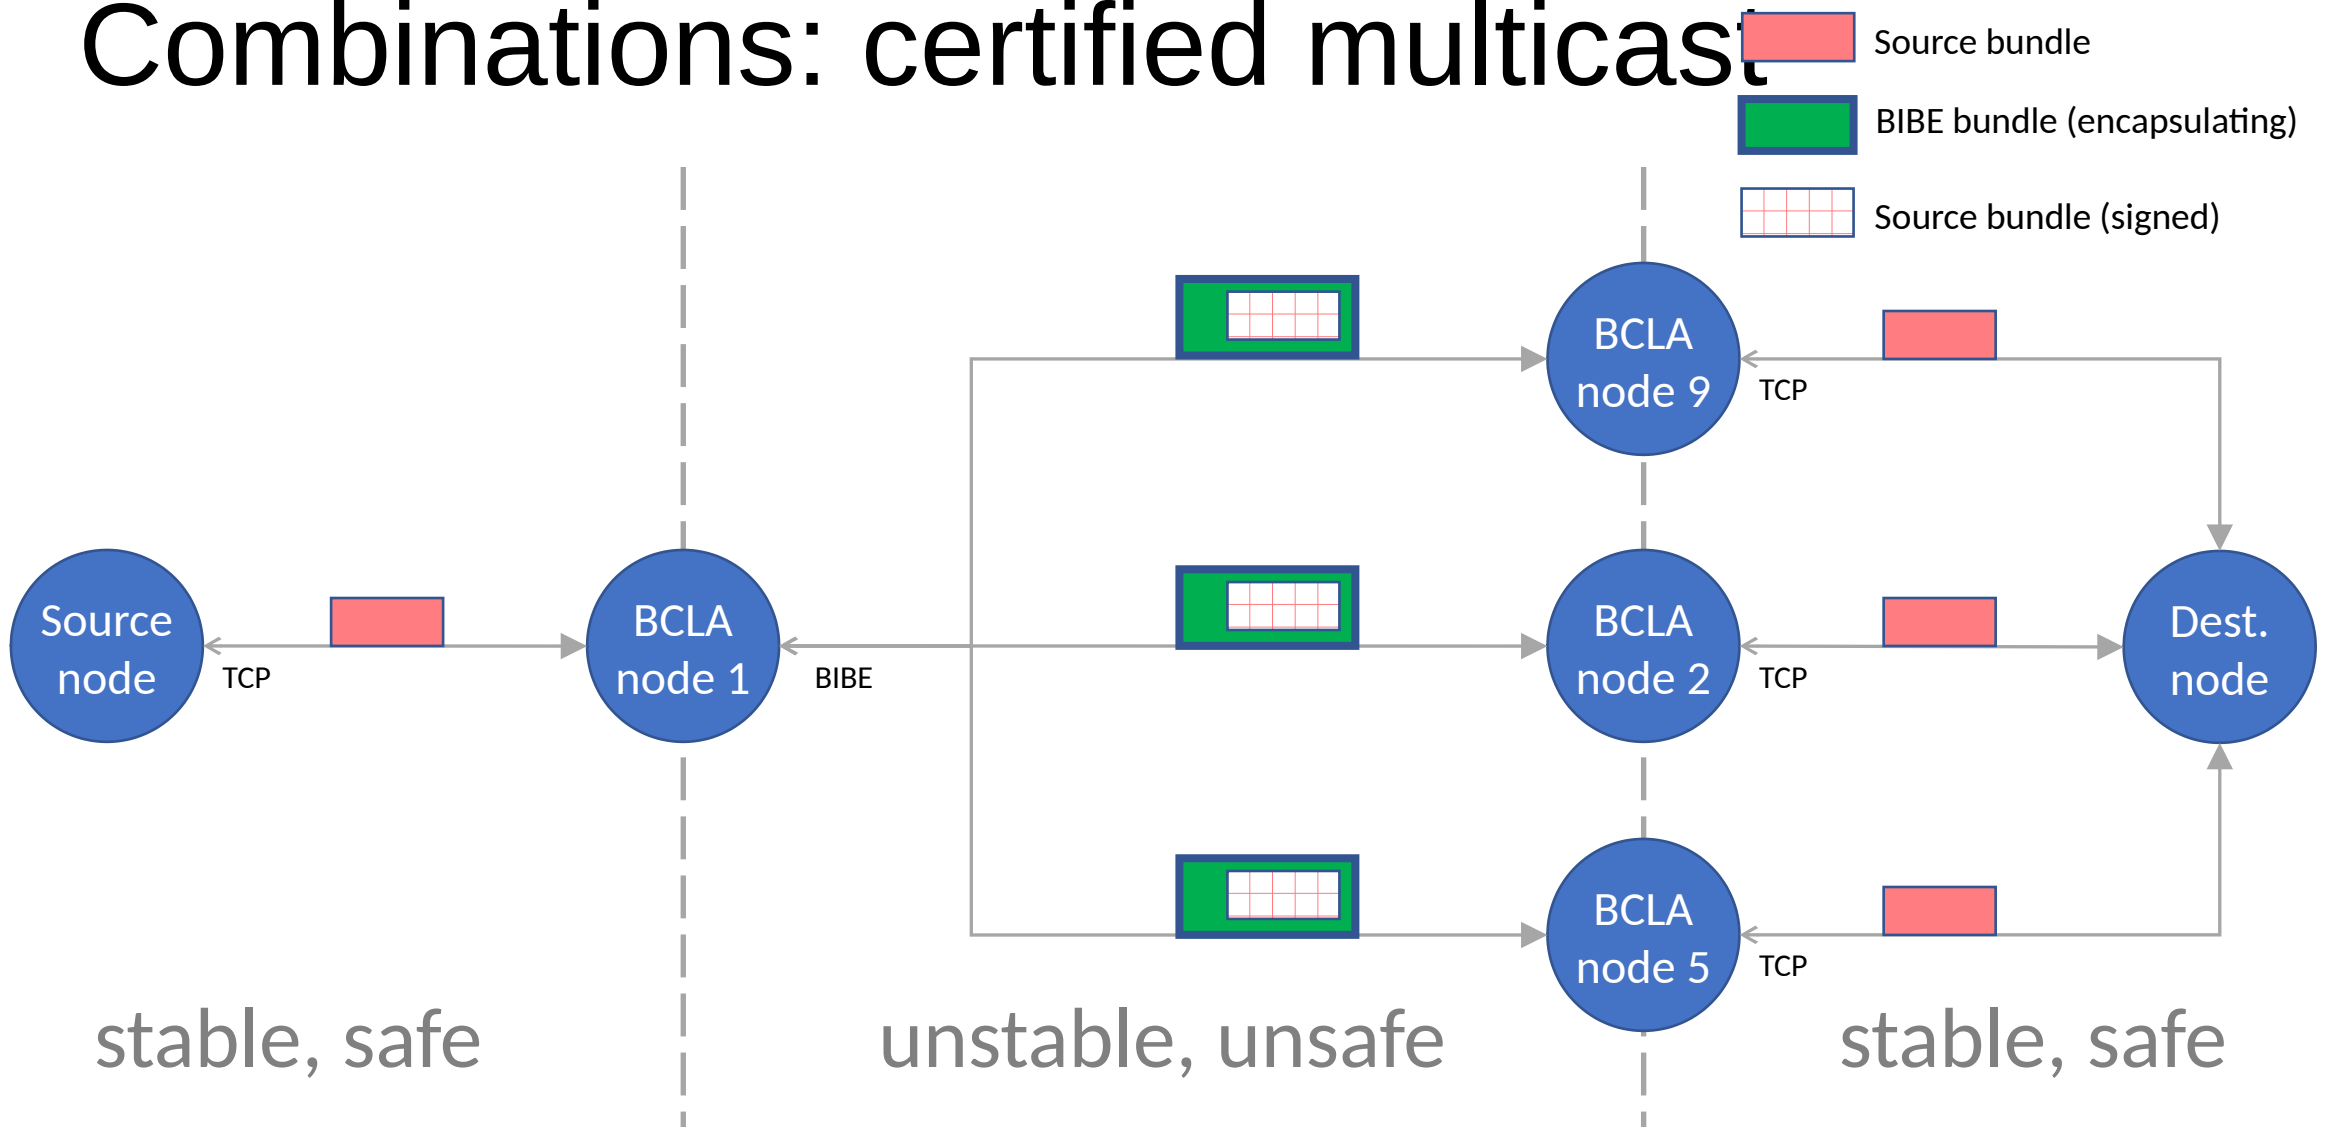 Combinations: certified multicast
Source bundle
BIBE bundle (encapsulating)
Source bundle (signed)
BCLA
node 9
TCP
Source
node
TCP
BCLA
node 1
BIBE
BCLA
node 2
TCP
Dest.
node
BCLA
node 5
TCP
stable, safe
unstable, unsafe
stable, safe